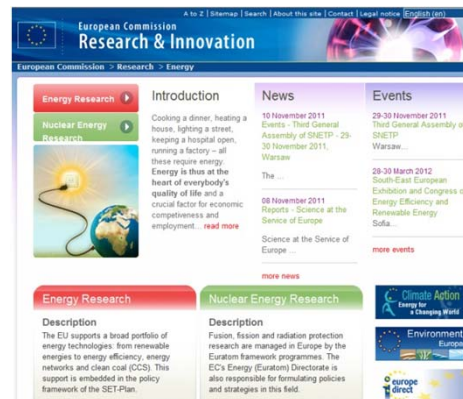 A to Z | Sitemap | Search | About this site | Contact | Legal notice English (en)
European Commission
Research & Innovation
European Commission > Research > Energy
Energy Research
Nuclear Energy
Research
Introduction
Cooking a dinner, heating a
house, lighting a street,
keeping a hospital open,
running a factory – all
these require energy.
Energy is thus at the
heart of everybody's
quality of life and a
crucial factor for economic
competiveness and
employment... read more
News
10 November 2011
Events - Third General
Assembly of SNETP - 29-
30 November 2011,
Warsaw
The ...
08 November 2011
Reports - Science at the
Service of Europe
Science at the Service of
Europe ...
more news
Events
29-30 November 2011
Third General Assembly o
SNETP
Warsaw...
28-30 March 2012
South-East European
Exhibition and Congress o
Energy Efficiency and
Renewable Energy
Sofia...
more events
Energy Research
Description
The EU supports a broad portfolio of
energy technologies: from renewable
energies to energy efficiency, energy
networks and clean coal (CCS). This
support is embedded in the policy
framework of the SET-Plan.
Nuclear Energy Research
Description
Fusion, fission and radiation protection
research are managed in Europe by the
Euratom framework programmes. The
EC's Energy (Euratom) Directorate is
also responsible for formulating policies
and strategies in this field.
Climate Action
Energy for
a Changing World
Environment
Europa
europe
direct